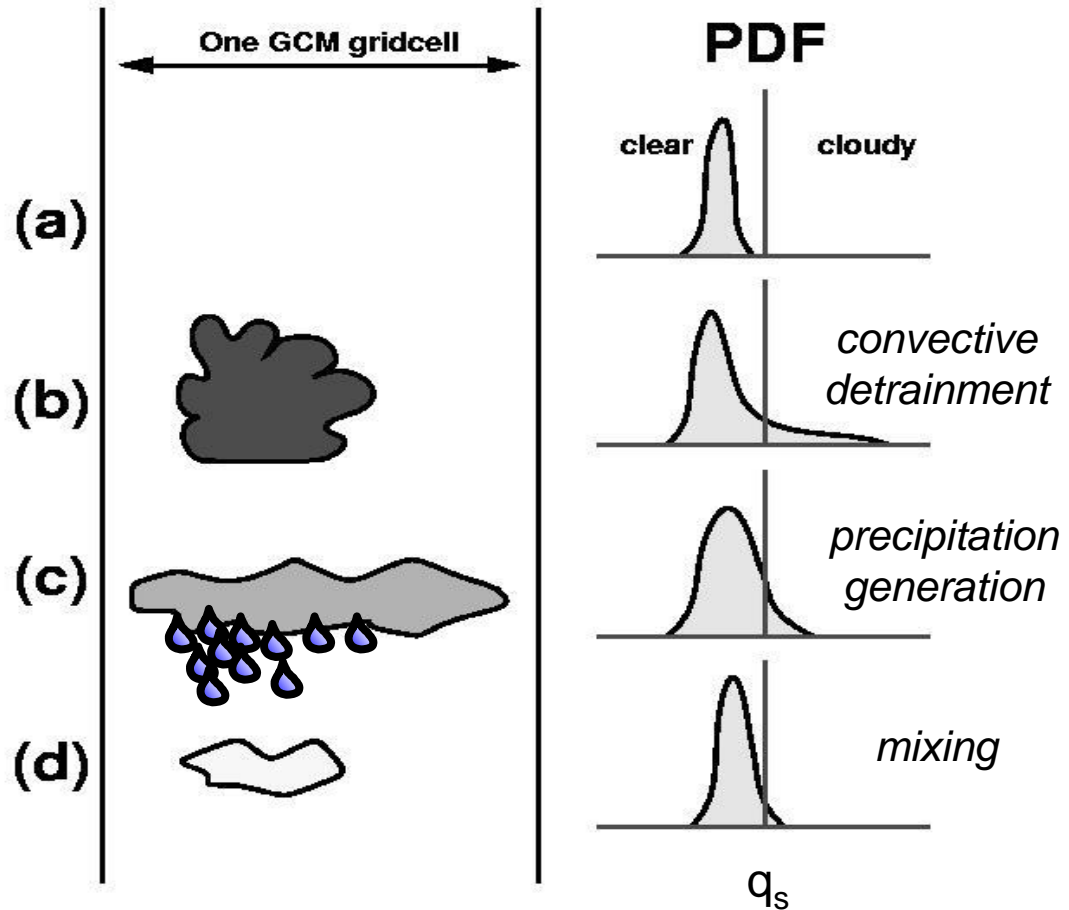 One GCM gridcell
PDF
clear
cloudy
(a)
(b)
convective
detrainment
(c)
precipitation
generation
(d)
mixing
qs